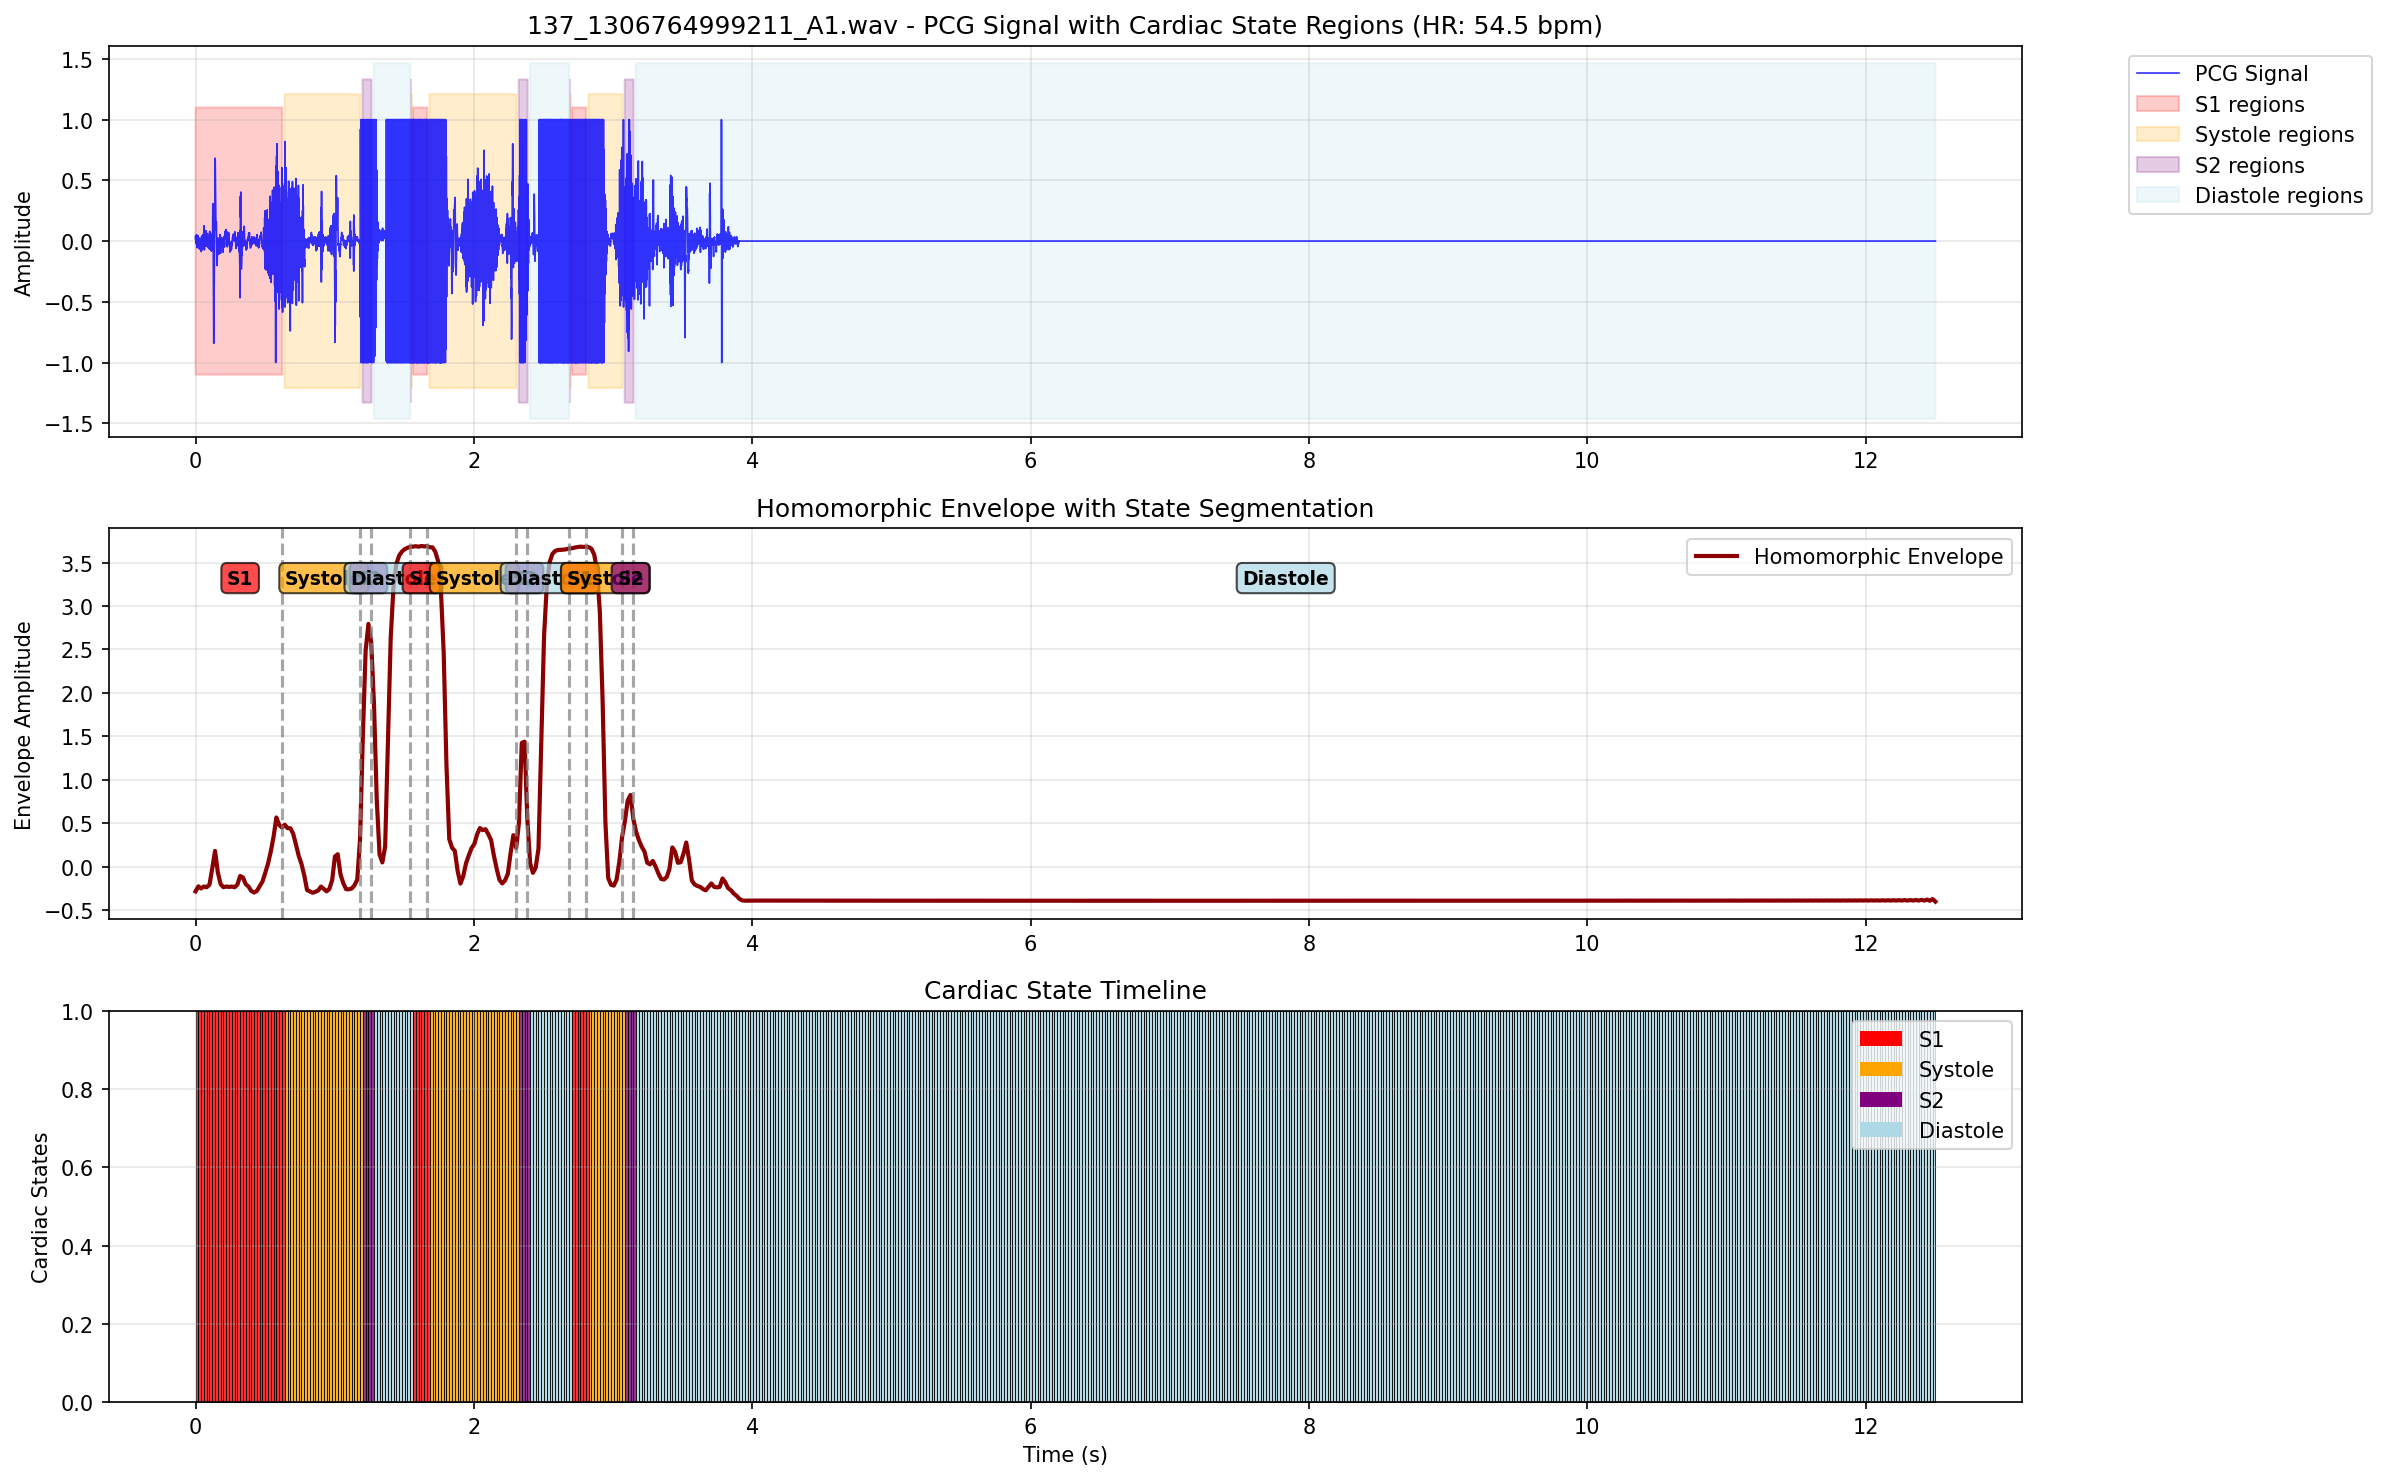 137_1306764999211_A1.wav - PCG Signal with Cardiac State Regions (HR: 54.5 bpm)
Amplitude
1.5
1.0
0.5
0.0
−0.5
−1.0
−1.5
0 2 4 6 8 10 12
PCG Signal
S1 regions
Systole regions
S2 regions
Diastole regions
Homomorphic Envelope with State Segmentation
Envelope Amplitude
3.5
3.0
2.5
2.0
1.5
1.0
0.5
0.0
−0.5
S1 Systol Diast S1 Systol Diast Syst S2 Diastole
Homomorphic Envelope
0 2 4 6 8 10 12
Cardiac State Timeline
Cardiac States
1.0
0.8
0.6
0.4
0.2
0.0
S1
Systole
S2
Diastole
0 2 4 6 8 10 12
Time (s)